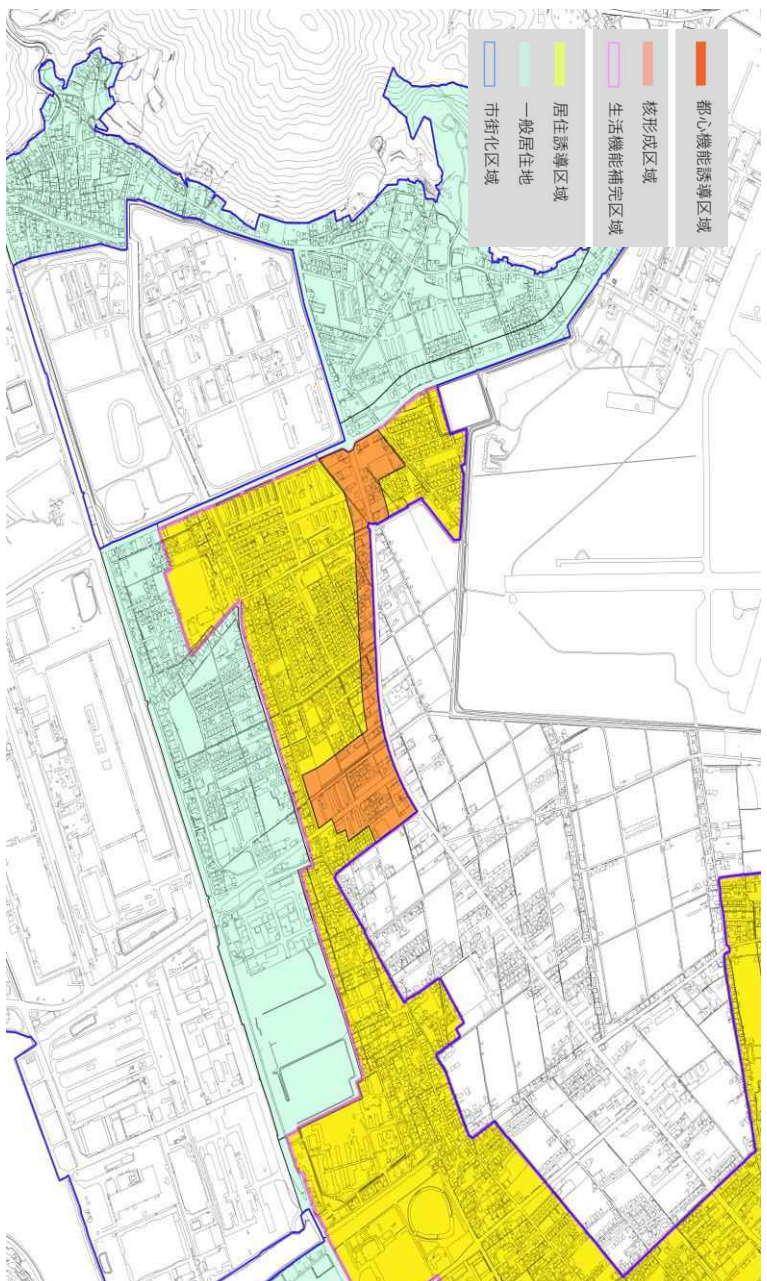 都心機能誘導区域
核形成区域
生活機能補完区域
居住誘導区域
一般居住地
市街化区域